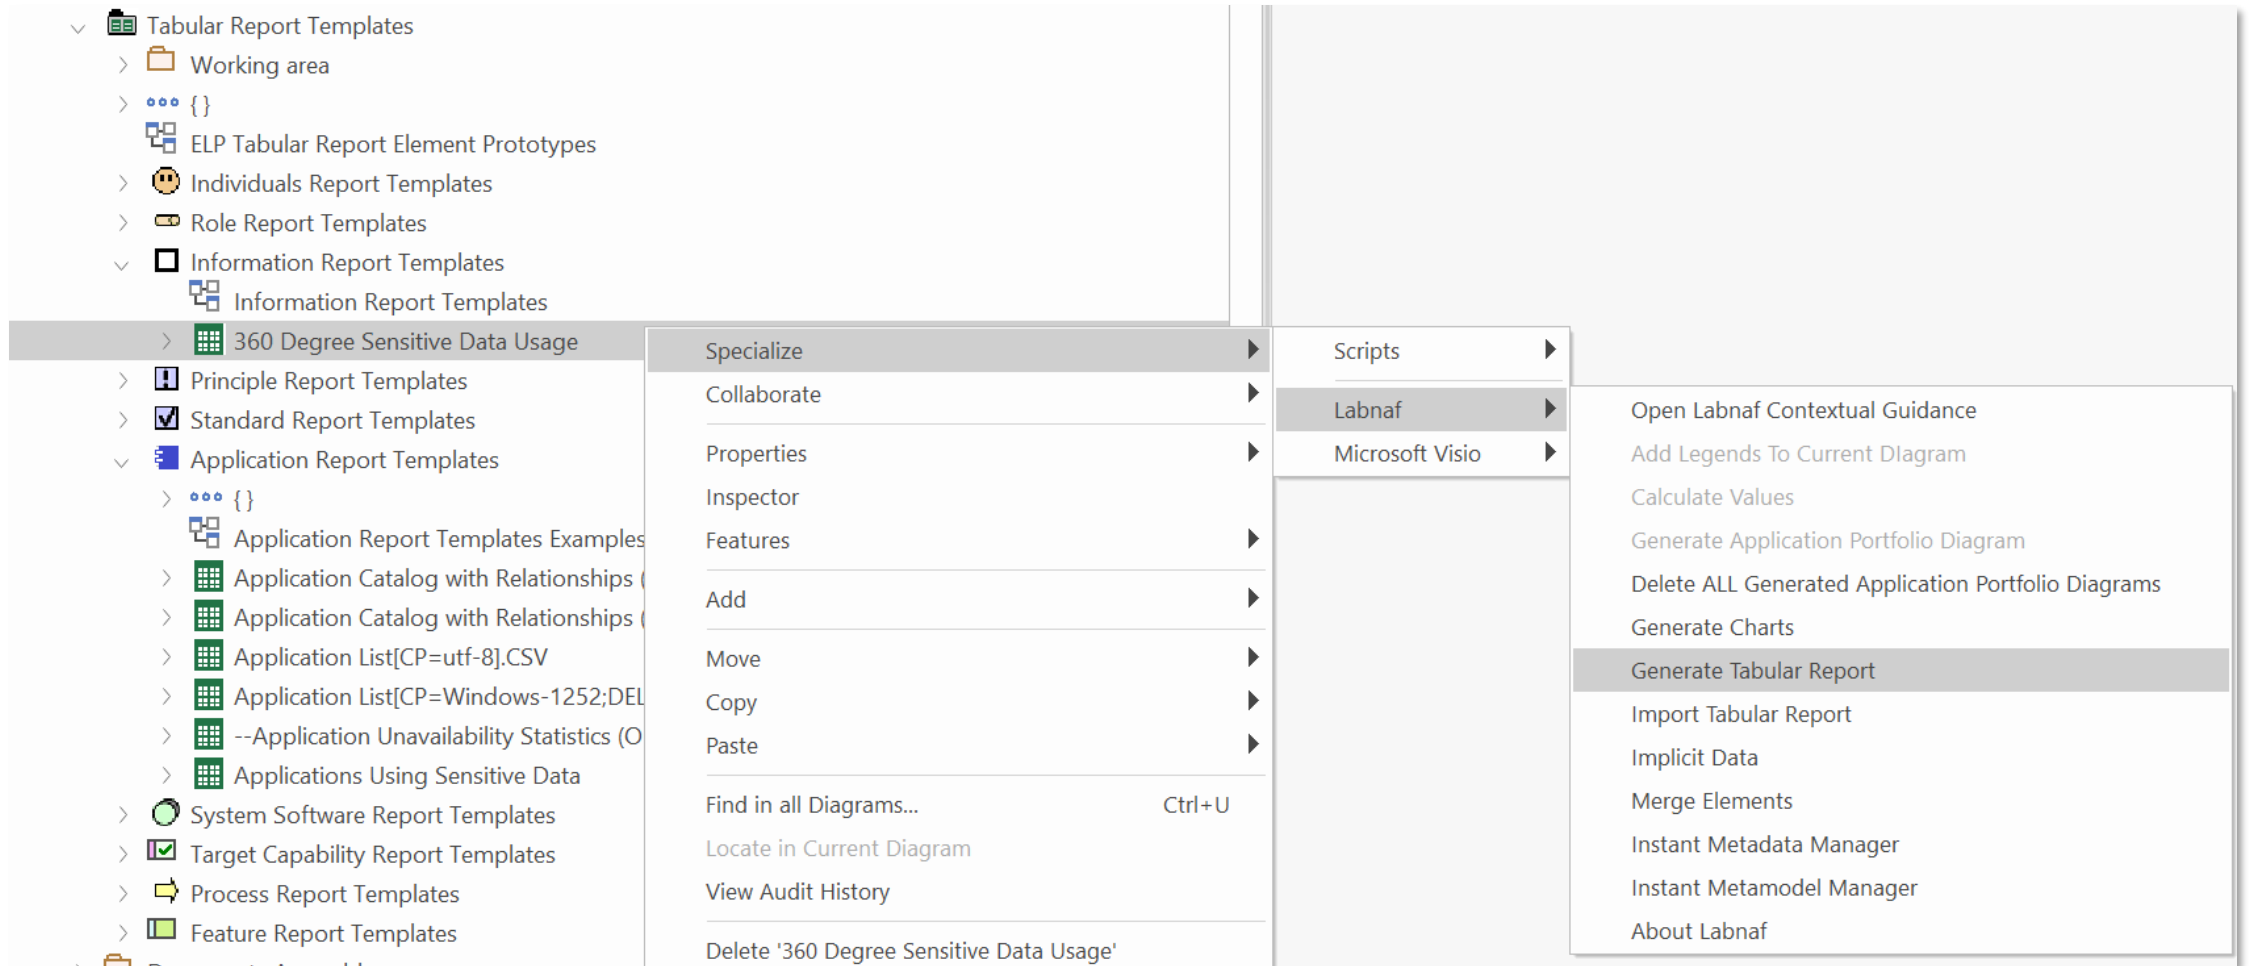 Tabular Report Templates
Working area
{ }
ELP Tabular Report Element Prototypes
Individuals Report Templates
Role Report Templates
Information Report Templates
Information Report Templates
360 Degree Sensitive Data Usage
Principle Report Templates
Standard Report Templates
Application Report Templates
{ }
Application Report Templates Examples
Application Catalog with Relationships (
Application Catalog with Relationships (
Application List[CP=utf-8].CSV
Application List[CP=Windows-1252;DEL
--Application Unavailability Statistics (O
Applications Using Sensitive Data
System Software Report Templates
Target Capability Report Templates
Process Report Templates
Feature Report Templates
Specialize
Collaborate
Properties
Inspector
Features
Add
Move
Copy
Paste
Find in all Diagrams... Ctrl+U
Locate in Current Diagram
View Audit History
Delete '360 Degree Sensitive Data Usage'
Scripts
Labnaf
Microsoft Visio
Open Labnaf Contextual Guidance
Add Legends To Current DIagram
Calculate Values
Generate Application Portfolio Diagram
Delete ALL Generated Application Portfolio Diagrams
Generate Charts
Generate Tabular Report
Import Tabular Report
Implicit Data
Merge Elements
Instant Metadata Manager
Instant Metamodel Manager
About Labnaf